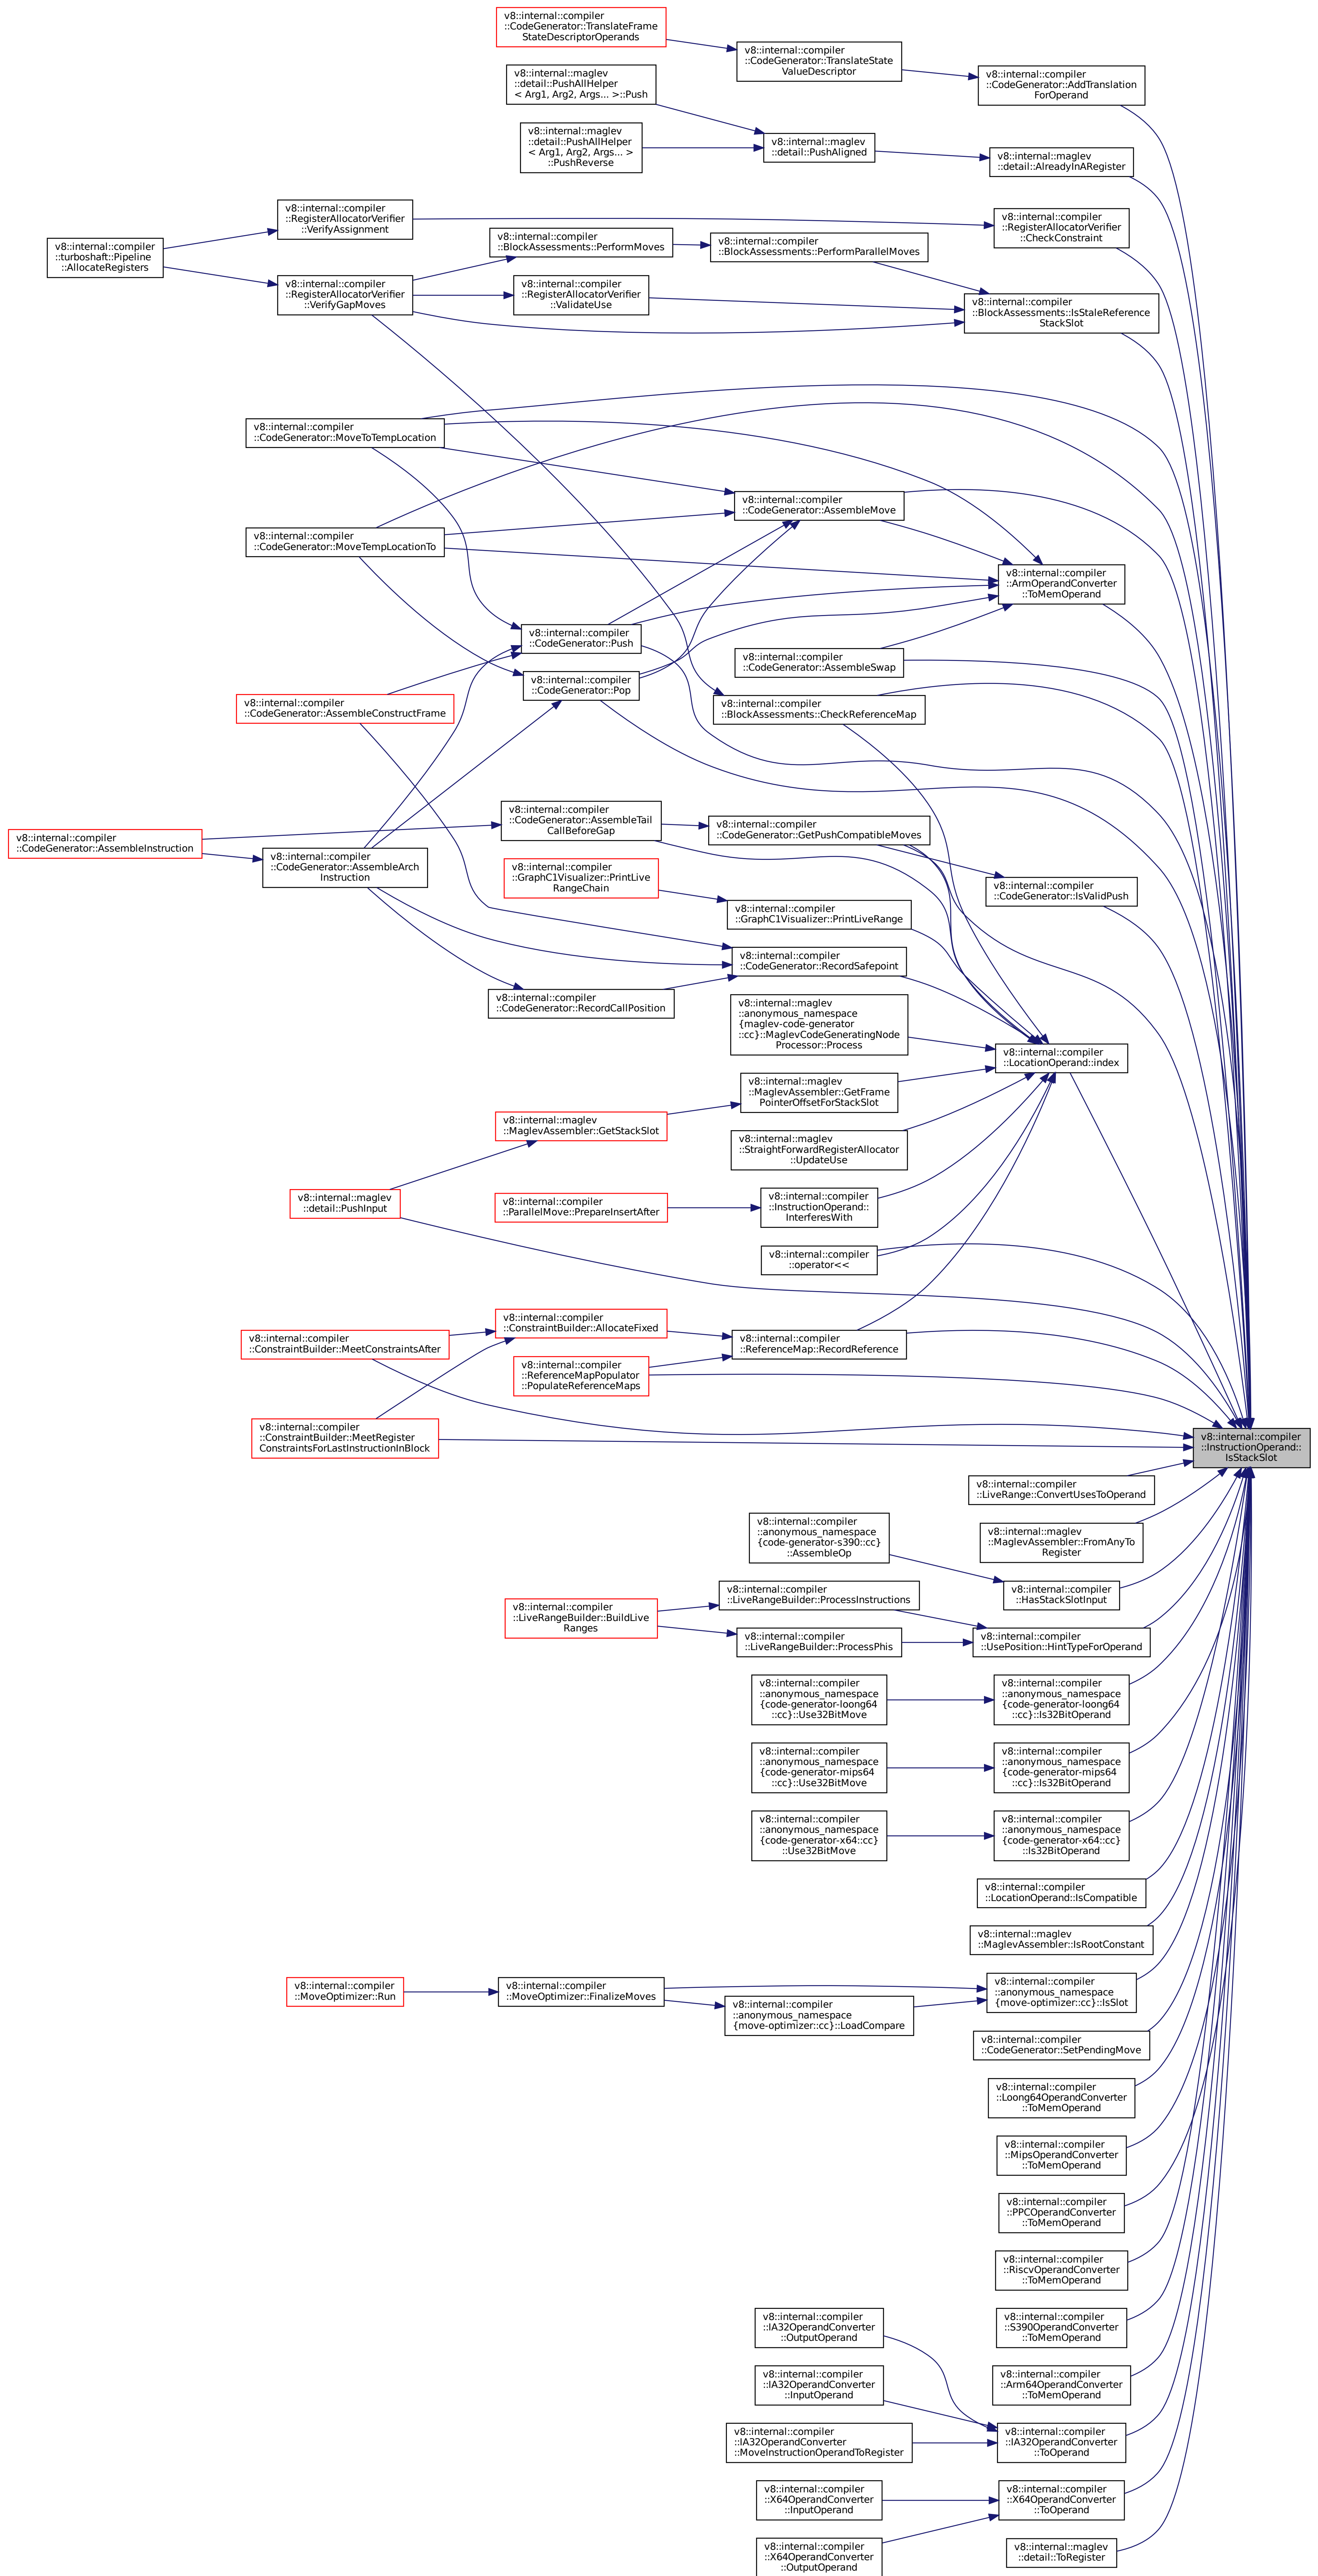 v8::internal::compiler
::CodeGenerator::TranslateFrame
StateDescriptorOperands
v8::internal::compiler
::CodeGenerator::TranslateState
ValueDescriptor
v8::internal::compiler
::CodeGenerator::AddTranslation
ForOperand
v8::internal::maglev
::detail::PushAllHelper
< Arg1, Arg2, Args... >::Push
v8::internal::maglev
::detail::PushAllHelper
< Arg1, Arg2, Args... >
::PushReverse
v8::internal::maglev
::detail::PushAligned
v8::internal::maglev
::detail::AlreadyInARegister
v8::internal::compiler
::RegisterAllocatorVerifier
::VerifyAssignment
v8::internal::compiler
::RegisterAllocatorVerifier
::CheckConstraint
v8::internal::compiler
::turboshaft::Pipeline
::AllocateRegisters
v8::internal::compiler
::BlockAssessments::PerformMoves
v8::internal::compiler
::BlockAssessments::PerformParallelMoves
v8::internal::compiler
::RegisterAllocatorVerifier
::VerifyGapMoves
v8::internal::compiler
::RegisterAllocatorVerifier
::ValidateUse
v8::internal::compiler
::BlockAssessments::IsStaleReference
StackSlot
v8::internal::compiler
::CodeGenerator::MoveToTempLocation
v8::internal::compiler
::CodeGenerator::AssembleMove
v8::internal::compiler
::CodeGenerator::MoveTempLocationTo
v8::internal::compiler
::ArmOperandConverter
::ToMemOperand
v8::internal::compiler
::CodeGenerator::Push
v8::internal::compiler
::CodeGenerator::AssembleSwap
v8::internal::compiler
::CodeGenerator::Pop
v8::internal::compiler
::CodeGenerator::AssembleConstructFrame
v8::internal::compiler
::BlockAssessments::CheckReferenceMap
v8::internal::compiler
::CodeGenerator::AssembleTail
CallBeforeGap
v8::internal::compiler
::CodeGenerator::GetPushCompatibleMoves
v8::internal::compiler
::CodeGenerator::AssembleInstruction
v8::internal::compiler
::CodeGenerator::AssembleArch
Instruction
v8::internal::compiler
::GraphC1Visualizer::PrintLive
RangeChain
v8::internal::compiler
::CodeGenerator::IsValidPush
v8::internal::compiler
::GraphC1Visualizer::PrintLiveRange
v8::internal::compiler
::CodeGenerator::RecordSafepoint
v8::internal::compiler
::CodeGenerator::RecordCallPosition
v8::internal::maglev
::anonymous_namespace
{maglev-code-generator
::cc}::MaglevCodeGeneratingNode
Processor::Process
v8::internal::compiler
::LocationOperand::index
v8::internal::maglev
::MaglevAssembler::GetFrame
PointerOffsetForStackSlot
v8::internal::maglev
::MaglevAssembler::GetStackSlot
v8::internal::maglev
::StraightForwardRegisterAllocator
::UpdateUse
v8::internal::maglev
::detail::PushInput
v8::internal::compiler
::ParallelMove::PrepareInsertAfter
v8::internal::compiler
::InstructionOperand::
InterferesWith
v8::internal::compiler
::operator<<
v8::internal::compiler
::ConstraintBuilder::AllocateFixed
v8::internal::compiler
::ConstraintBuilder::MeetConstraintsAfter
v8::internal::compiler
::ReferenceMap::RecordReference
v8::internal::compiler
::ReferenceMapPopulator
::PopulateReferenceMaps
v8::internal::compiler
::ConstraintBuilder::MeetRegister
ConstraintsForLastInstructionInBlock
v8::internal::compiler
::InstructionOperand::
IsStackSlot
v8::internal::compiler
::LiveRange::ConvertUsesToOperand
v8::internal::compiler
::anonymous_namespace
{code-generator-s390::cc}
::AssembleOp
v8::internal::maglev
::MaglevAssembler::FromAnyTo
Register
v8::internal::compiler
::HasStackSlotInput
v8::internal::compiler
::LiveRangeBuilder::BuildLive
Ranges
v8::internal::compiler
::LiveRangeBuilder::ProcessInstructions
v8::internal::compiler
::LiveRangeBuilder::ProcessPhis
v8::internal::compiler
::UsePosition::HintTypeForOperand
v8::internal::compiler
::anonymous_namespace
{code-generator-loong64
::cc}::Use32BitMove
v8::internal::compiler
::anonymous_namespace
{code-generator-loong64
::cc}::Is32BitOperand
v8::internal::compiler
::anonymous_namespace
{code-generator-mips64
::cc}::Use32BitMove
v8::internal::compiler
::anonymous_namespace
{code-generator-mips64
::cc}::Is32BitOperand
v8::internal::compiler
::anonymous_namespace
{code-generator-x64::cc}
::Use32BitMove
v8::internal::compiler
::anonymous_namespace
{code-generator-x64::cc}
::Is32BitOperand
v8::internal::compiler
::LocationOperand::IsCompatible
v8::internal::maglev
::MaglevAssembler::IsRootConstant
v8::internal::compiler
::MoveOptimizer::Run
v8::internal::compiler
::MoveOptimizer::FinalizeMoves
v8::internal::compiler
::anonymous_namespace
{move-optimizer::cc}::LoadCompare
v8::internal::compiler
::anonymous_namespace
{move-optimizer::cc}::IsSlot
v8::internal::compiler
::CodeGenerator::SetPendingMove
v8::internal::compiler
::Loong64OperandConverter
::ToMemOperand
v8::internal::compiler
::MipsOperandConverter
::ToMemOperand
v8::internal::compiler
::PPCOperandConverter
::ToMemOperand
v8::internal::compiler
::RiscvOperandConverter
::ToMemOperand
v8::internal::compiler
::S390OperandConverter
::ToMemOperand
v8::internal::compiler
::IA32OperandConverter
::OutputOperand
v8::internal::compiler
::Arm64OperandConverter
::ToMemOperand
v8::internal::compiler
::IA32OperandConverter
::InputOperand
v8::internal::compiler
::IA32OperandConverter
::MoveInstructionOperandToRegister
v8::internal::compiler
::IA32OperandConverter
::ToOperand
v8::internal::compiler
::X64OperandConverter
::InputOperand
v8::internal::compiler
::X64OperandConverter
::ToOperand
v8::internal::compiler
::X64OperandConverter
::OutputOperand
v8::internal::maglev
::detail::ToRegister